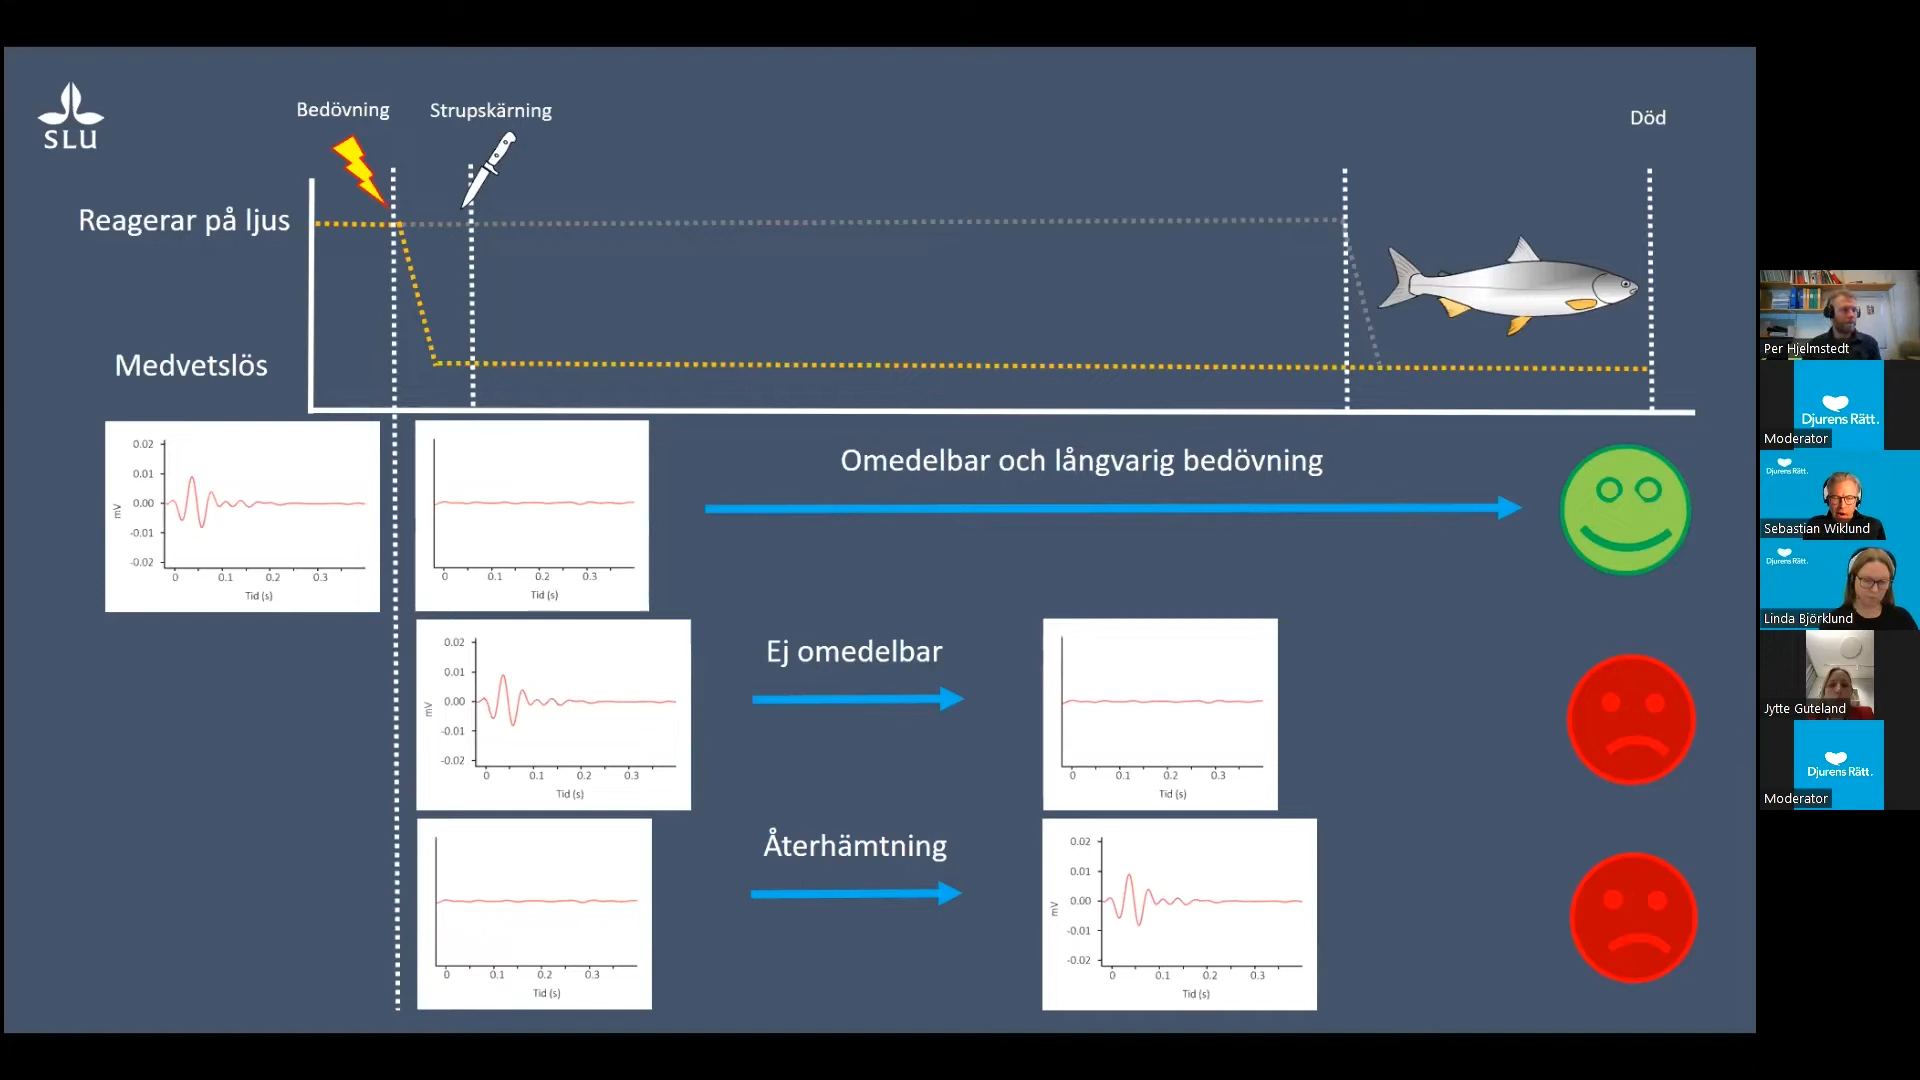 SLU
Bedövning
Strupskärning
Död
Reagerar på ljus
Medvetslös
0.02
0.01
0.00
-0.01
-0.02
mV
0 0.1 0.2 0.3
Tid (s)
0 0.1 0.2 0.3
Tid (s)
Omedelbar och långvarig bedövning
0.02
0.01
0.00
-0.01
-0.02
mV
0 0.1 0.2 0.3
Tid (s)
Ej omedelbar
0 0.1 0.2 0.3
Tid (s)
0 0.1 0.2 0.3
Tid (s)
Återhämtning
0.02
0.01
0.00
-0.01
-0.02
mV
0 0.1 0.2 0.3
Tid (s)
Per Hjelmstedt
Djurens Rätt.
Moderator
Djurens Rätt.
Sebastian Wiklund
Djurens Rätt.
Linda Björklund
Jytte Guteland
Djurens Rätt.
Moderator